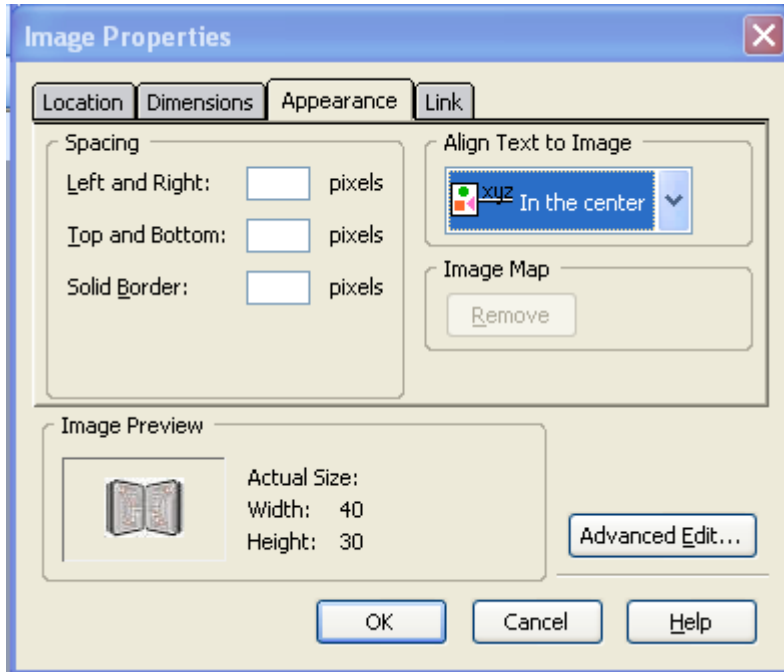 Image Properties
Location Dimensions Appearance Link
Spacing
Left and Right: pixels
Top and Bottom: pixels
Solid Border: pixels
Align Text to Image
xyz In the center
Image Map
Remove
Image Preview
Actual Size:
Width: 40
Height: 30
Advanced Edit...
OK Cancel Help